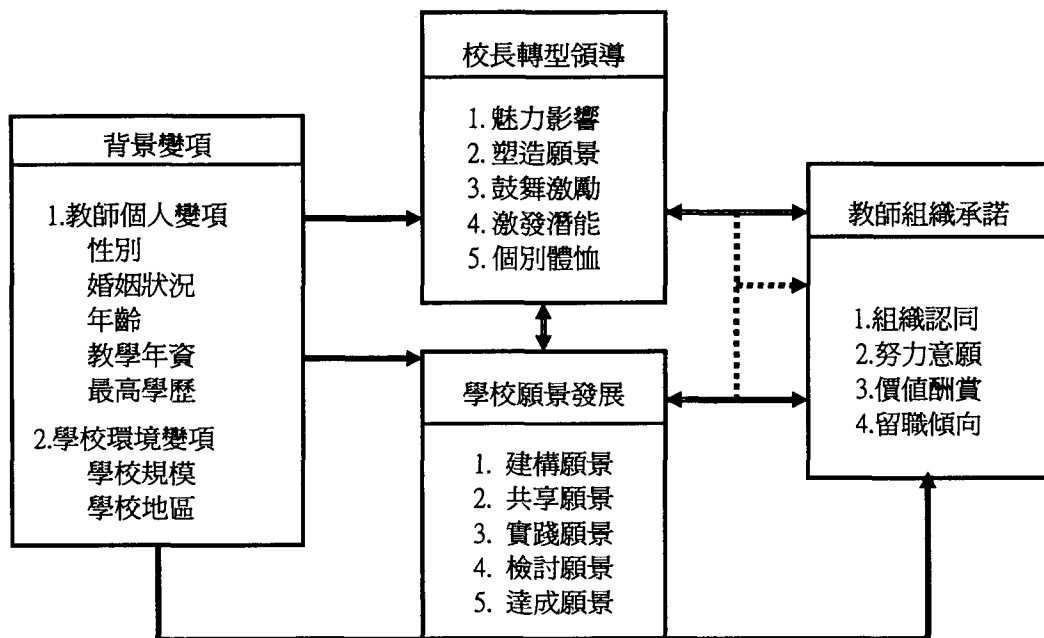 背景變項
1.教師個人變項
性別
婚姻狀況
年齡
教學年資
最高學歷
2.學校環境變項
學校規模
學校地區
校長轉型領導
1.魅力影響
2.塑造願景
3.鼓舞激勵
4.激發潛能
5.個別體恤
學校願景發展
1. 建構願景
2. 共享願景
3. 實踐願景
4. 檢討願景
5. 達成願景
教師組織承諾
1.組織認同
2.努力意願
3.價值酬賞
4.留職傾向